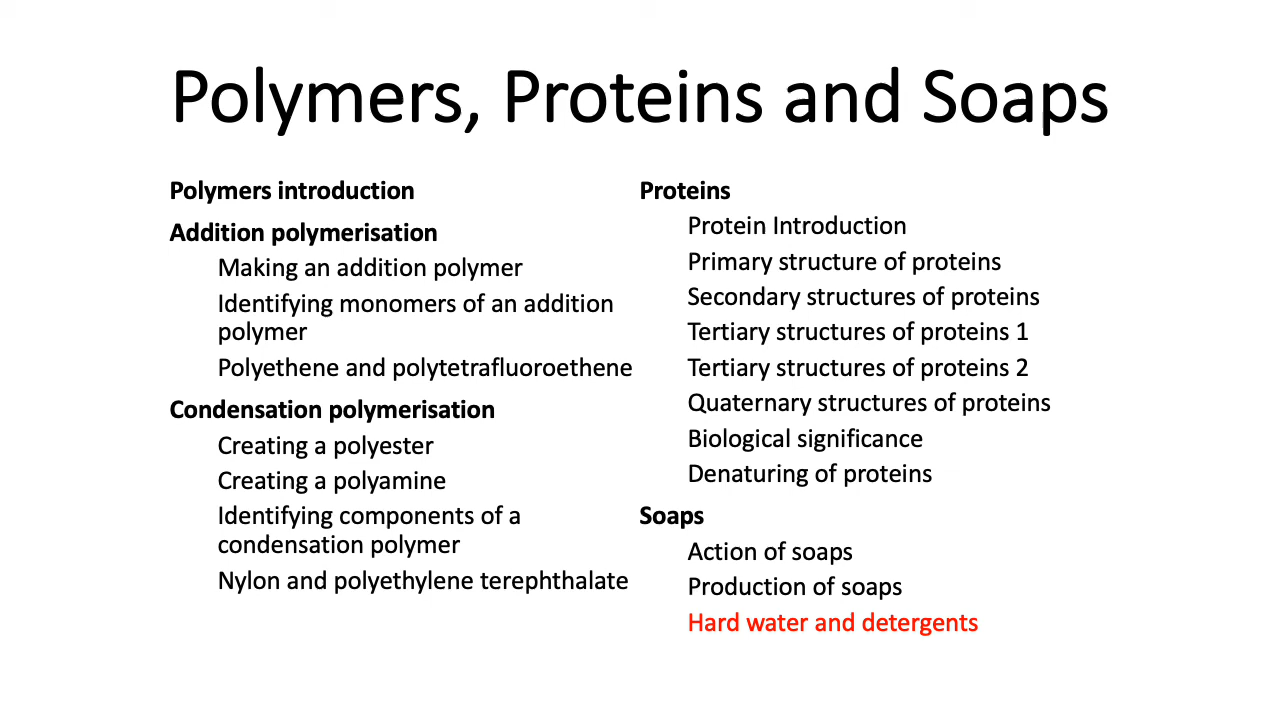 Polymers, Proteins and Soaps
Polymers introduction
Addition polymerisation
Making an addition polymer
Identifying monomers of an addition
polymer
Polyethene and polytetrafluoroethene
Condensation polymerisation
Creating a polyester
Creating a polyamine
Identifying components of a
condensation polymer
Nylon and polyethylene terephthalate
Proteins
Protein Introduction
Primary structure of proteins
Secondary structures of proteins
Tertiary structures of proteins 1
Tertiary structures of proteins 2
Quaternary structures of proteins
Biological significance
Denaturing of proteins
Soaps
Action of soaps
Production of soaps
Hard water and detergents